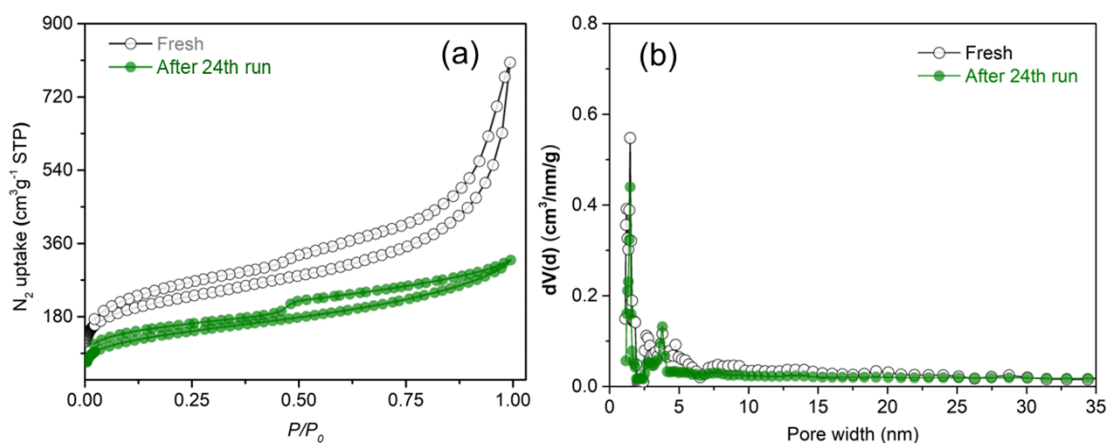 (a)
Fresh
After 24th run
N₂ uptake (cm³g⁻¹ STP)
900
720
540
360
180
0.00 0.25 0.50 0.75 1.00
P/P₀
(b)
Fresh
After 24th run
dV(d) (cm³/nm/g)
0.8
0.6
0.4
0.2
0.0
0 5 10 15 20 25 30 35
Pore width (nm)